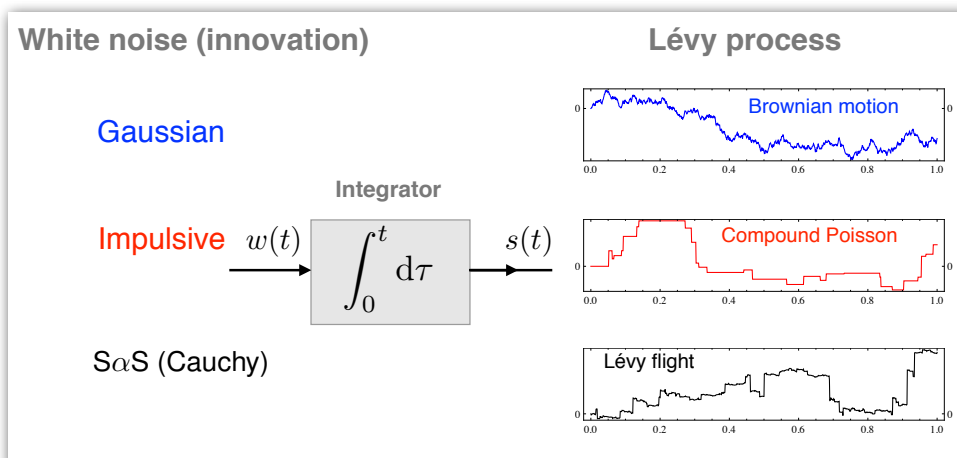 White noise (innovation)
Lévy process
Gaussian
Impulsive
SαS (Cauchy)
Integrator
w(t)
∫₀ᵗ dτ
s(t)
Brownian motion
0 0
0.0 0.2 0.4 0.6 0.8 1.0
Compound Poisson
0 0
0.0 0.2 0.4 0.6 0.8 1.0
Lévy flight
0 0
0.0 0.2 0.4 0.6 0.8 1.0